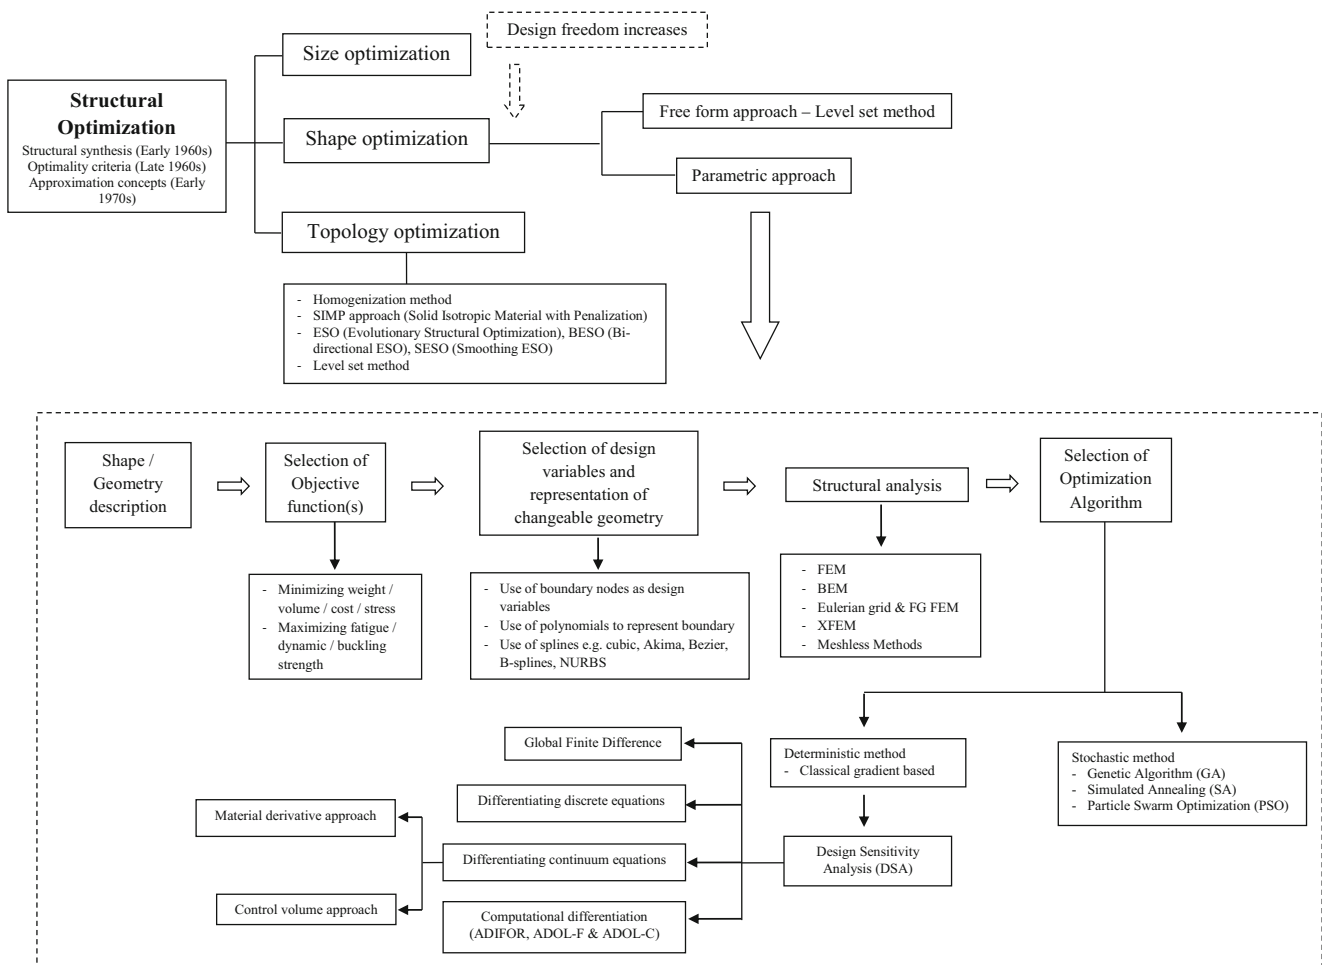 Design freedom increases
Size optimization
Structural
Optimization
Structural synthesis (Early 1960s)
Optimality criteria (Late 1960s)
Approximation concepts (Early
1970s)
Shape optimization
Free form approach – Level set method
Parametric approach
Topology optimization
- Homogenization method
- SIMP approach (Solid Isotropic Material with Penalization)
- ESO (Evolutionary Structural Optimization), BESO (Bi-
directional ESO), SESO (Smoothing ESO)
- Level set method
Shape /
Geometry
description
Selection of
Objective
function(s)
Selection of design
variables and
representation of
changeable geometry
Structural analysis
Selection of
Optimization
Algorithm
- Minimizing weight /
volume / cost / stress
- Maximizing fatigue /
dynamic / buckling
strength
- Use of boundary nodes as design
variables
- Use of polynomials to represent boundary
- Use of splines e.g. cubic, Akima, Bezier,
B-splines, NURBS
- FEM
- BEM
- Eulerian grid & FG FEM
- XFEM
- Meshless Methods
Deterministic method
- Classical gradient based
Stochastic method
- Genetic Algorithm (GA)
- Simulated Annealing (SA)
- Particle Swarm Optimization (PSO)
Design Sensitivity
Analysis (DSA)
Global Finite Difference
Differentiating discrete equations
Differentiating continuum equations
Computational differentiation
(ADIFOR, ADOL-F & ADOL-C)
Material derivative approach
Control volume approach